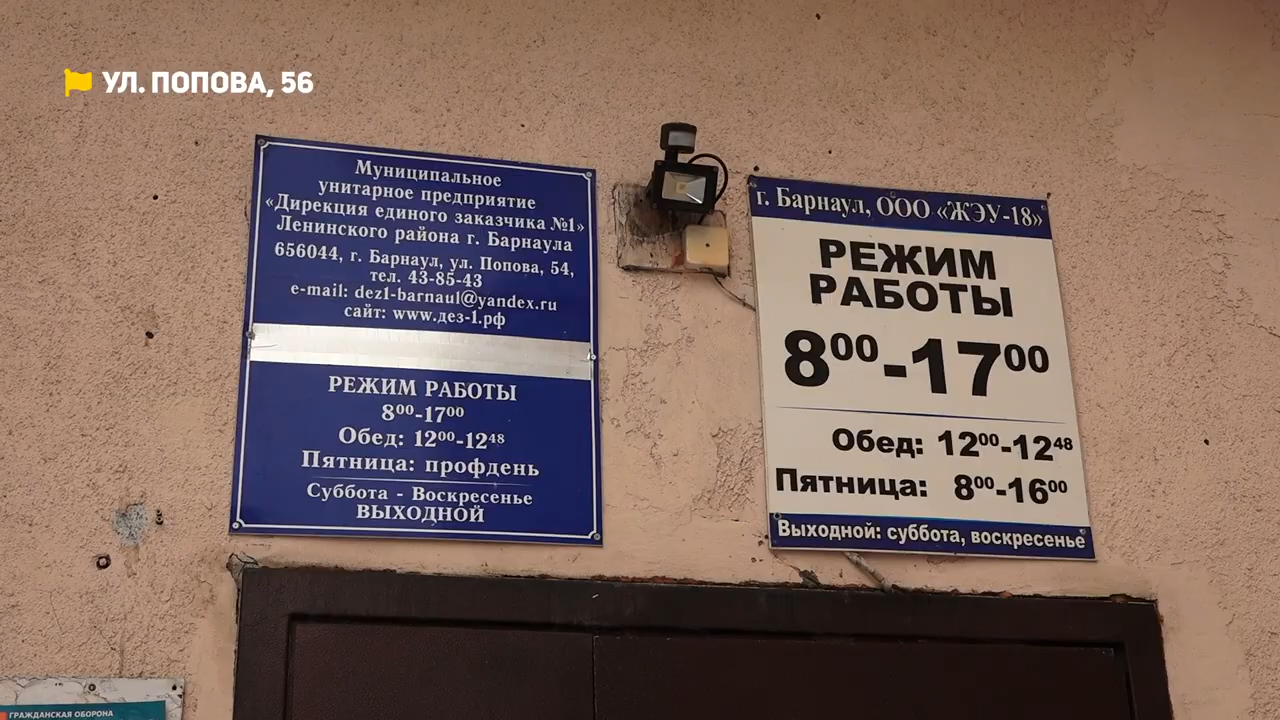 УЛ. ПОПОВА, 56
Муниципальное
унитарное предприятие
«Дирекция единого заказчика №1»
Ленинского района г. Барнаула
656044, г. Барнаул, ул. Попова, 54,
тел. 43-85-43
e-mail: dez1-barnaul@yandex.ru
сайт: www.дез-1.рф
РЕЖИМ РАБОТЫ
8⁰⁰-17⁰⁰
Обед: 12⁰⁰-12⁴⁸
Пятница: профдень
Суббота - Воскресенье
ВЫХОДНОЙ
г. Барнаул, ООО «ЖЭУ-18»
РЕЖИМ
РАБОТЫ
8⁰⁰-17⁰⁰
Обед: 12⁰⁰-12⁴⁸
Пятница: 8⁰⁰-16⁰⁰
Выходной: суббота, воскресенье
ГРАЖДАНСКАЯ ОБОРОНА